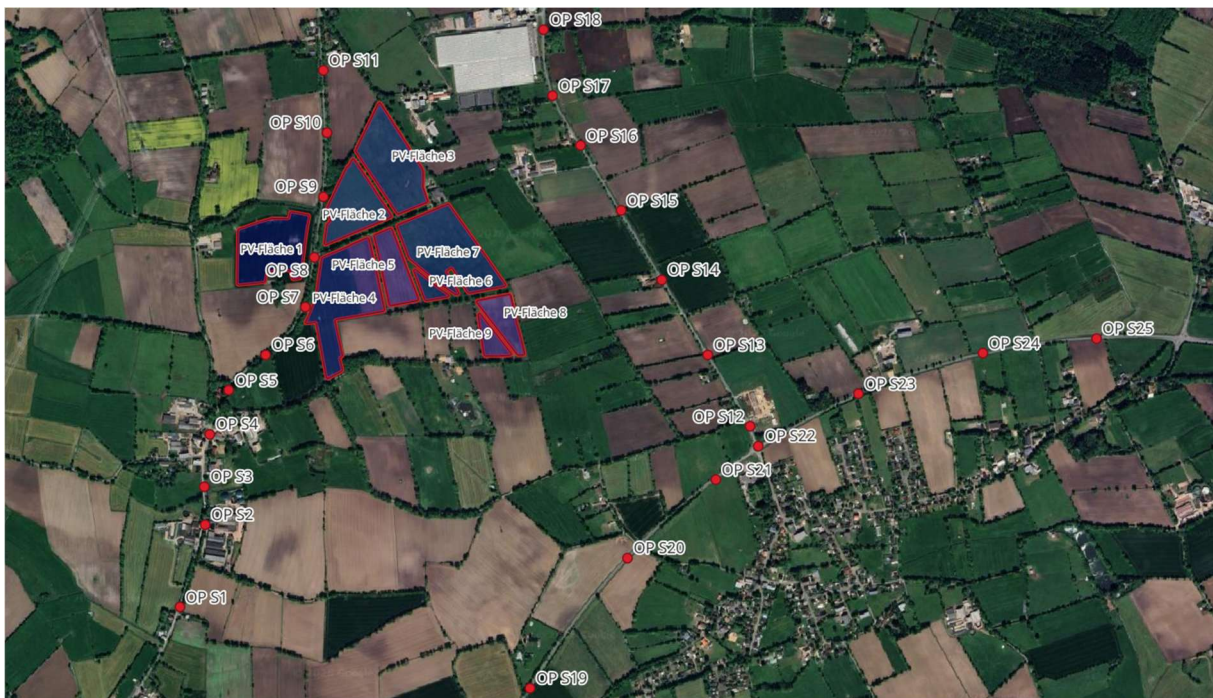 OP S18
OP S11
OP S17
OP S10
OP S16
PV-Fläche 3
OP S9
OP S15
PV-Fläche 2
PV-Fläche 1
PV-Fläche 7
PV-Fläche 5
OP S8
OP S14
PV-Fläche 6
PV-Fläche 4
OP S7
PV-Fläche 8
PV-Fläche 9
OP S25
OP S13
OP S24
OP S6
OP S5
OP S23
OP S12
OP S4
OP S22
OP S21
OP S3
OP S2
OP S20
OP S1
OP S19